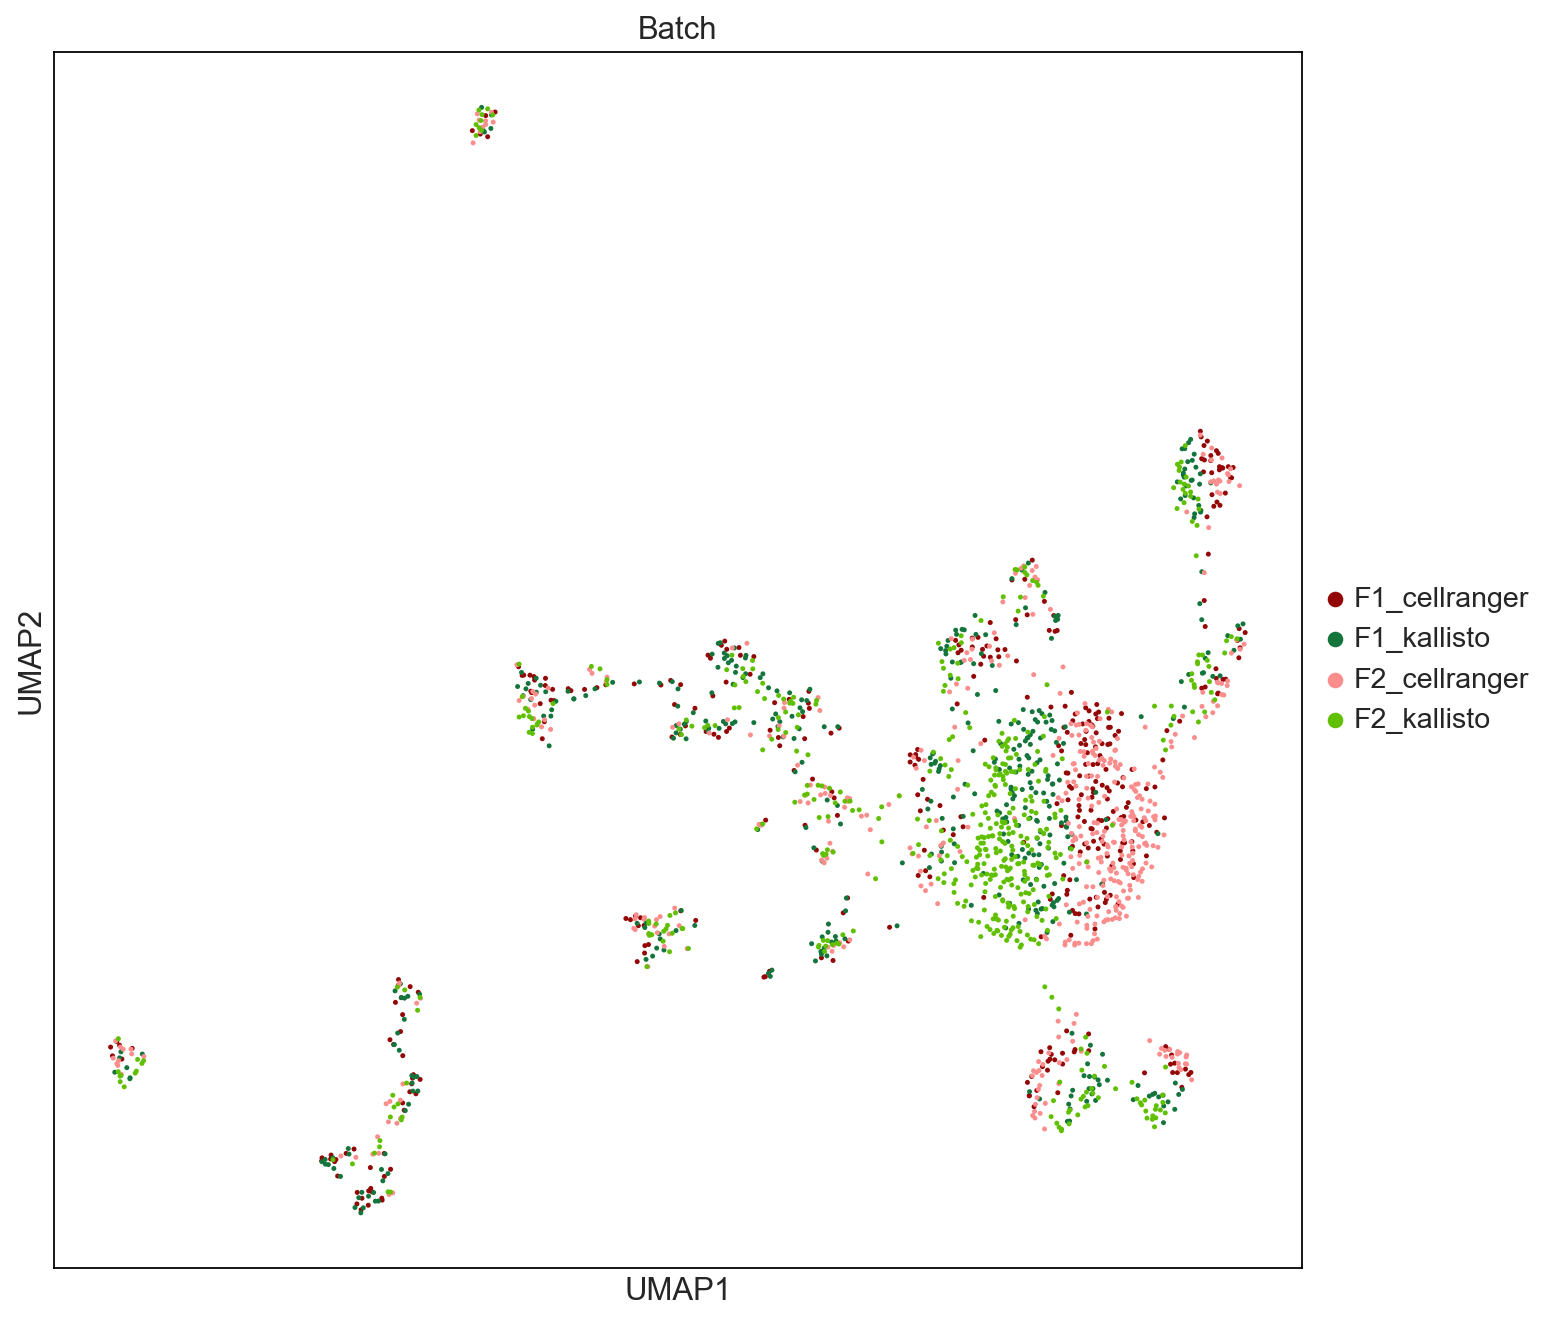 Batch
UMAP2
F1_cellranger
F1_kallisto
F2_cellranger
F2_kallisto
UMAP1